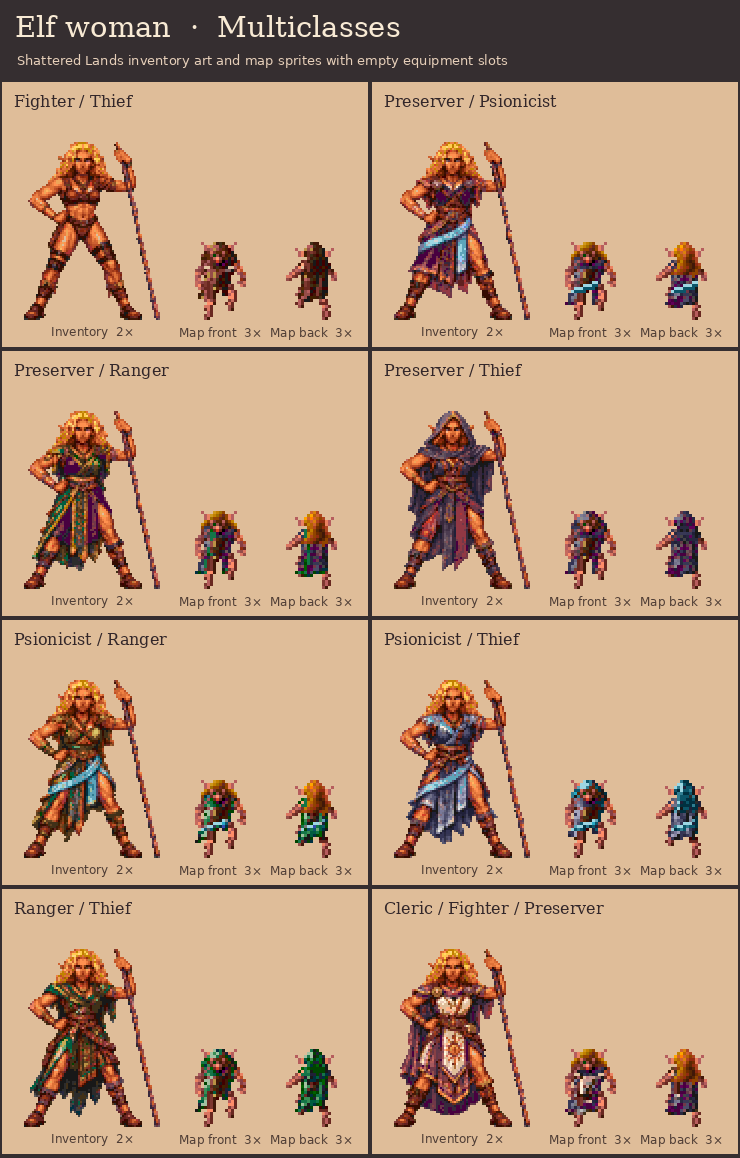 Elf woman · Multiclasses
Shattered Lands inventory art and map sprites with empty equipment slots
Fighter / Thief
Inventory 2×
Map front 3×
Map back 3×
Preserver / Psionicist
Inventory 2×
Map front 3×
Map back 3×
Preserver / Ranger
Inventory 2×
Map front 3×
Map back 3×
Preserver / Thief
Inventory 2×
Map front 3×
Map back 3×
Psionicist / Ranger
Inventory 2×
Map front 3×
Map back 3×
Psionicist / Thief
Inventory 2×
Map front 3×
Map back 3×
Ranger / Thief
Inventory 2×
Map front 3×
Map back 3×
Cleric / Fighter / Preserver
Inventory 2×
Map front 3×
Map back 3×